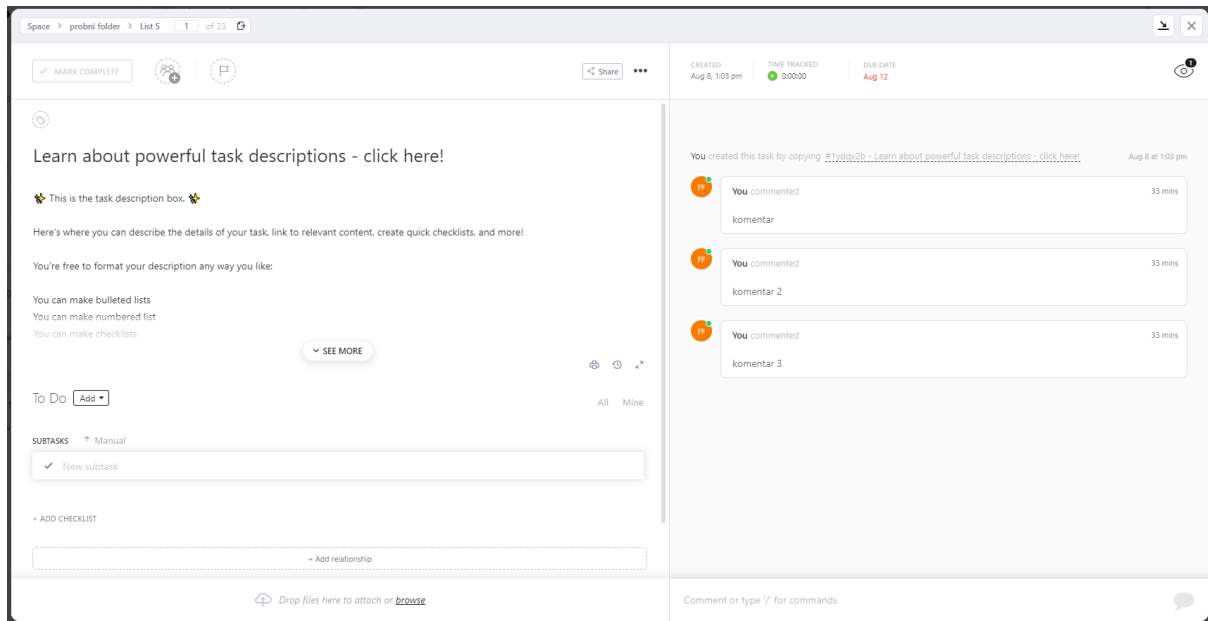 Space > probni folder > List S 1 of 23
MARK COMPLETE
Share
Learn about powerful task descriptions - click here!
This is the task description box.
Here's where you can describe the details of your task, link to relevant content, create quick checklists, and more!
You're free to format your description any way you like:
You can make bulleted lists
You can make numbered list
You can make checklists
SEE MORE
To Do Add
All Mine
SUBTASKS Manual
New subtask
+ ADD CHECKLIST
+ Add relationship
Drop files here to attach or browse
CREATED
Aug 8, 1:03 pm
TIME TRACKED
0:00:00
DUE DATE
Aug 12
1
You created this task by copying #1ydqv2b - Learn about powerful task descriptions - click here! Aug 8 at 1:03 pm
FF
You commented 33 mins
komentar
FF
You commented 33 mins
komentar 2
FF
You commented 33 mins
komentar 3
Comment or type '/' for commands